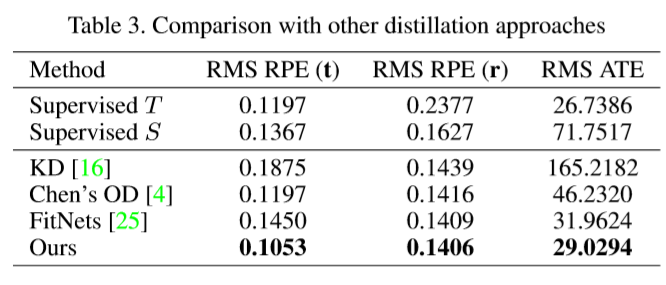 Table 3. Comparison with other distillation approaches
Method RMS RPE (t) RMS RPE (r) RMS ATE
Supervised T 0.1197 0.2377 26.7386
Supervised S 0.1367 0.1627 71.7517
KD [16] 0.1875 0.1439 165.2182
Chen's OD [4] 0.1197 0.1416 46.2320
FitNets [25] 0.1450 0.1409 31.9624
Ours 0.1053 0.1406 29.0294